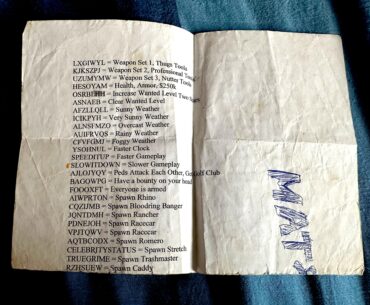 LXGIWYL = Weapon Set 1, Thugs Tools
KJKSZPJ = Weapon Set 2, Professional Tools
UZUMYMW = Weapon Set 3, Nutter Tools
HESOYAM = Health, Armor, $250k
OSRBLHH = Increase Wanted Level Two Stars
ASNAEB = Clear Wanted Level
AFZLLQLL = Sunny Weather
ICIKPYH = Very Sunny Weather
ALNSFMZO = Overcast Weather
AUIFRVQS = Rainy Weather
CFVFGMJ = Foggy Weather
YSOHNUL = Faster Clock
SPEEDITUP = Faster Gameplay
SLOWITDOWN = Slower Gameplay
AJLOJYQY = Peds Attack Each Other, Golf Club
BAGOWPG = Have a bounty on your head
FOOOXFT = Everyone is armed
AIWPRTON = Spawn Rhino
CQZIJMB = Spawn Bloodring Banger
JQNTDMH = Spawn Rancher
PDNEJOH = Spawn Racecar
VPJTQWV = Spawn Racecar
AQTBCODX = Spawn Romero
CELEBRITYSTATUS = Spawn Stretch
TRUEGRIME = Spawn Trashmaster
RZHSUEW = Spawn Caddy